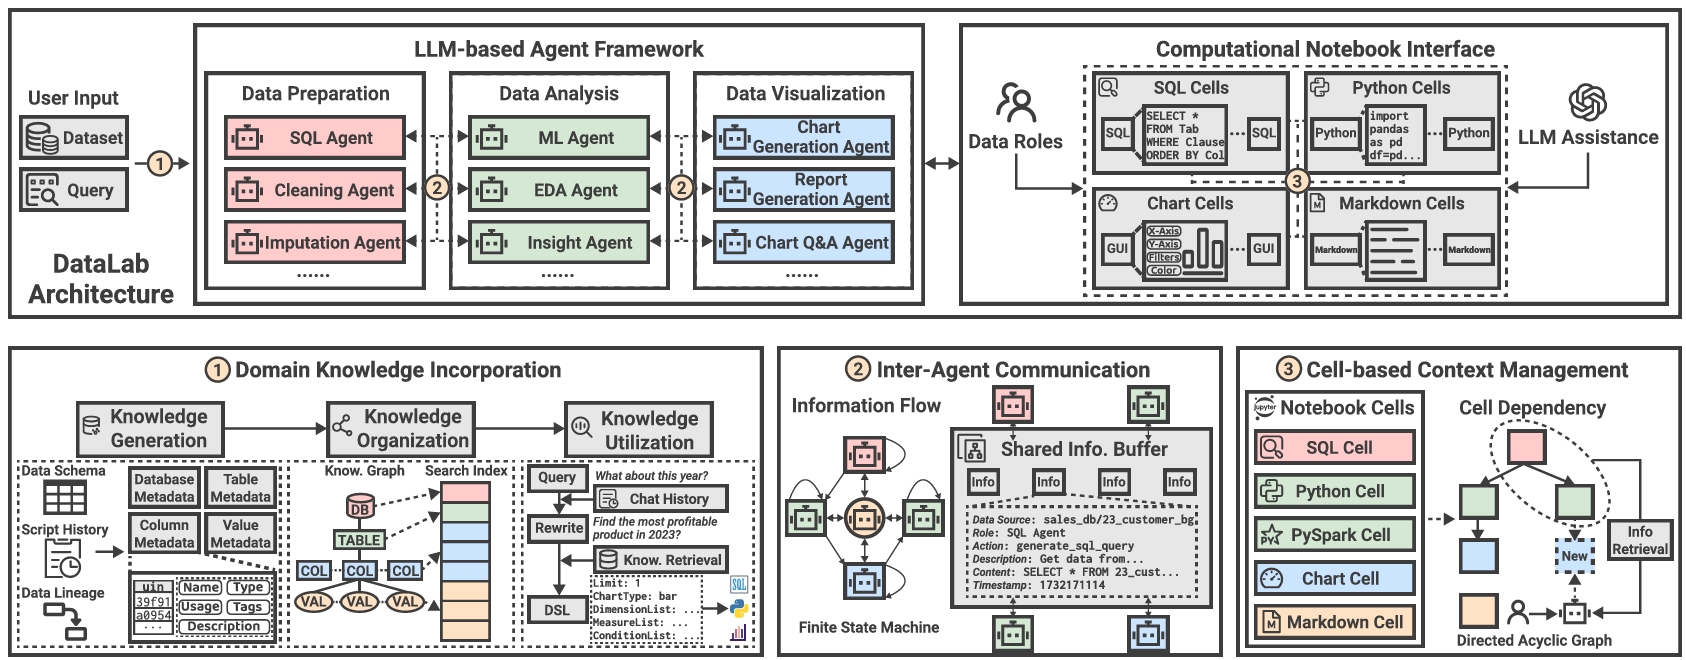 LLM-based Agent Framework
Computational Notebook Interface
User Input
Dataset
Query
1
DataLab
Architecture
Data Preparation
SQL Agent
Cleaning Agent
Imputation Agent
......
2
Data Analysis
ML Agent
EDA Agent
Insight Agent
......
2
Data Visualization
Chart
Generation Agent
Report
Generation Agent
Chart Q&A Agent
......
Data Roles
SQL Cells
SQL
SELECT *
FROM Tab
WHERE Clause
ORDER BY Col
SQL
Python Cells
Python
import
pandas
as pd
df=pd...
Python
3
Chart Cells
GUI
X-Axis
Y-Axis
Filters
Color
GUI
Markdown Cells
M
Markdown
Markdown
LLM Assistance
1 Domain Knowledge Incorporation
Knowledge
Generation
Knowledge
Organization
Knowledge
Utilization
Data Schema
Script History
Data Lineage
Database
Metadata
Table
Metadata
Column
Metadata
Value
Metadata
uin
39f91
a0954
...
Name
Type
Usage
Tags
Description
Know. Graph
Search Index
DB
TABLE
COL
COL
COL
VAL
VAL
VAL
Query
What about this year?
Chat History
Rewrite
Find the most profitable
product in 2023?
Know. Retrieval
DSL
Limit: 1
ChartType: bar
DimensionList: ...
MeasureList: ...
ConditionList: ...
SQL
2 Inter-Agent Communication
Information Flow
Finite State Machine
Shared Info. Buffer
Info
Info
Info
Info
Data Source: sales_db/23_customer_bg
Role: SQL Agent
Action: generate_sql_query
Description: Get data from...
Content: SELECT * FROM 23_cust...
Timestamp: 1732171114
3 Cell-based Context Management
jupyter
Notebook Cells
SQL Cell
Python Cell
PySpark Cell
Chart Cell
M
Markdown Cell
Cell Dependency
New
Info
Retrieval
Directed Acyclic Graph